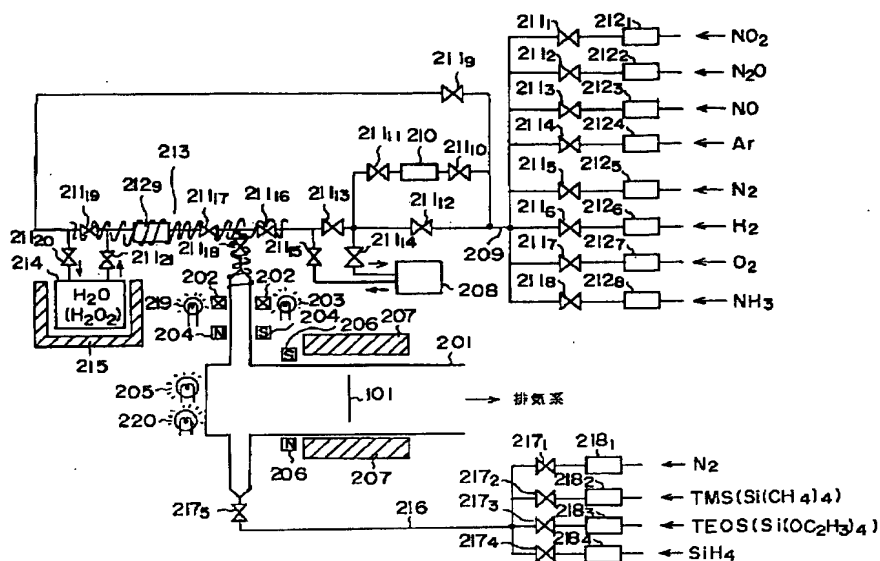 211₁ 212₁ NO₂
211₂ 212₂ N₂O
211₃ 212₃ NO
211₄ 212₄ Ar
211₅ 212₅ N₂
211₆ 212₆ H₂
211₇ 212₇ O₂
211₈ 212₈ NH₃
211₉
211₁₁ 210 211₁₀
213
211₁₉ 212₉ 211₁₇ 211₁₆ 211₁₃ 211₁₂
209
211₂₀ 211₂₁ 211₁₈ 211₁₅ 211₁₄
214 202 202 208
H₂O
(H₂O₂)
219 203
204 N S 204 206 207
215
S 201
205
220
101 → 排気系
N
206 207
217₁ 218₁ N₂
217₂ 218₂ TMS(Si(CH₄)₄)
217₃ 218₃ TEOS(Si(OC₂H₃)₄)
217₄ 218₄ SiH₄
217₅ 216